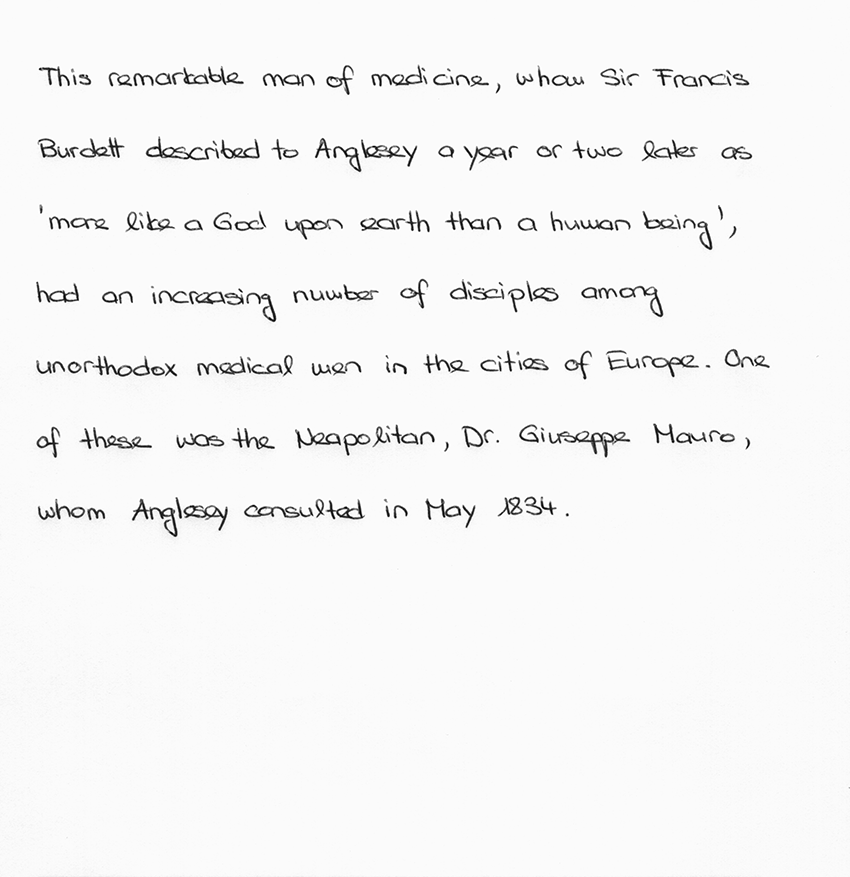 This remarkable man of medicine, whom Sir Francis
Burdett described to Anglesey a year or two later as
'more like a God upon earth than a human being',
had an increasing number of disciples among
unorthodox medical men in the cities of Europe. One
of these was the Neapolitan, Dr. Giuseppe Mauro,
whom Anglesey consulted in May 1834.